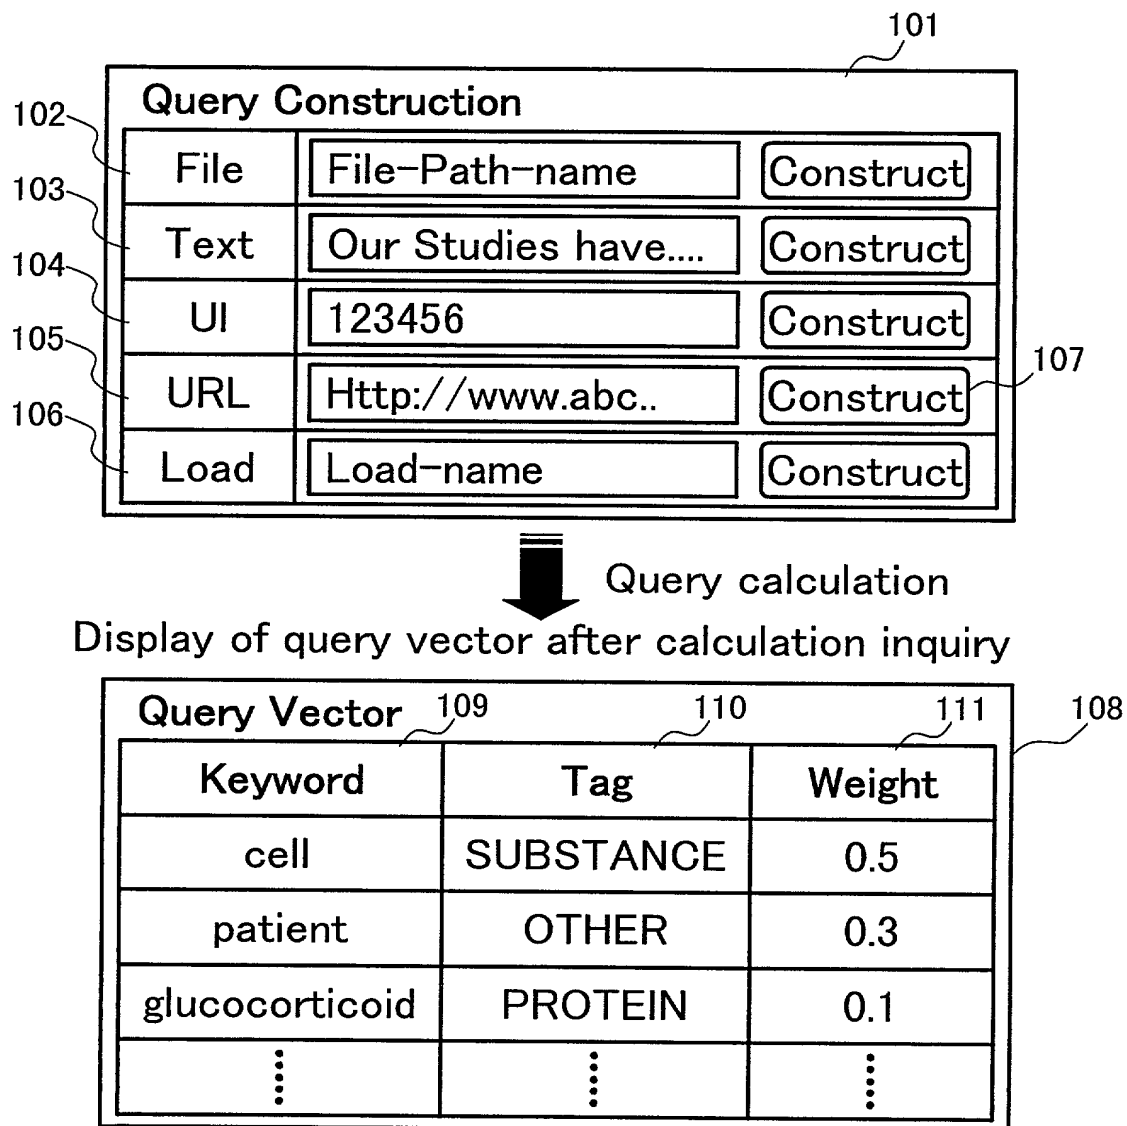 101
Query Construction
102
File File-Path-name Construct
103
Text Our Studies have.... Construct
104
UI 123456 Construct
105
URL Http://www.abc.. Construct
107
106
Load Load-name Construct
Query calculation
Display of query vector after calculation inquiry
Query Vector 109 110 111 108
Keyword Tag Weight
cell SUBSTANCE 0.5
patient OTHER 0.3
glucocorticoid PROTEIN 0.1